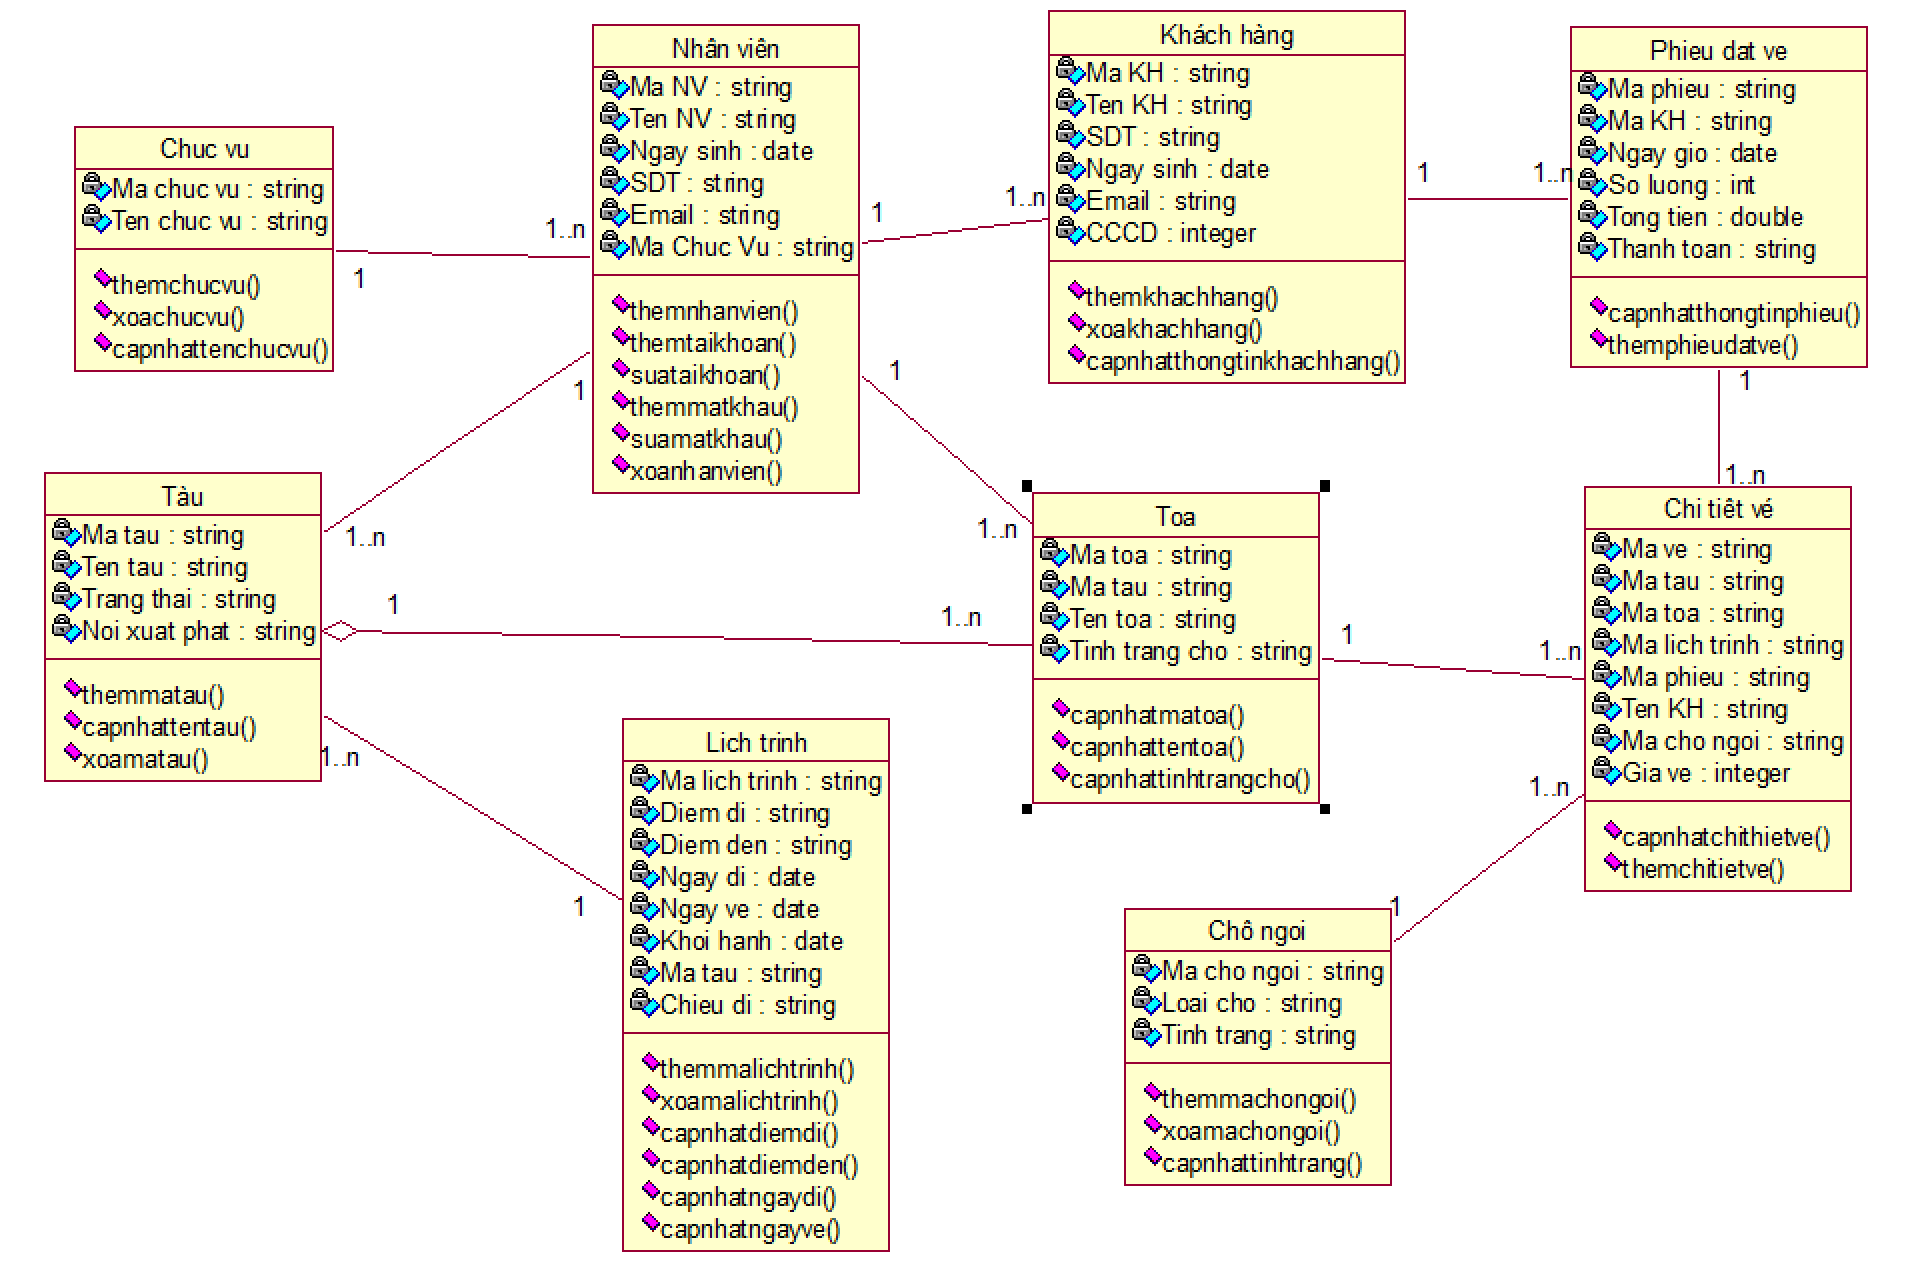 Chuc vu
Ma chuc vu : string
Ten chuc vu : string
themchucvu()
xoachucvu()
capnhattenchucvu()
1
1..n
Nhân viên
Ma NV : string
Ten NV : string
Ngay sinh : date
SDT : string
Email : string
Ma Chuc Vu : string
themnhanvien()
themtaikhoan()
suataikhoan()
themmatkhau()
suamatkhau()
xoanhanvien()
1
1..n
Khách hàng
Ma KH : string
Ten KH : string
SDT : string
Ngay sinh : date
Email : string
CCCD : integer
themkhachhang()
xoakhachhang()
capnhatthongtinkhachhang()
1
1..n
Phieu dat ve
Ma phieu : string
Ma KH : string
Ngay gio : date
So luong : int
Tong tien : double
Thanh toan : string
capnhatthongtinphieu()
themphieudatve()
1
1..n
1
1..n
1
1..n
Tàu
Ma tau : string
Ten tau : string
Trang thai : string
Noi xuat phat : string
themmatau()
capnhattentau()
xoamatau()
1
1..n
Toa
Ma toa : string
Ma tau : string
Ten toa : string
Tinh trang cho : string
capnhatmatoa()
capnhattentoa()
capnhattinhtrangcho()
1
1..n
Chi tiêt vé
Ma ve : string
Ma tau : string
Ma toa : string
Ma lich trinh : string
Ma phieu : string
Ten KH : string
Ma cho ngoi : string
Gia ve : integer
capnhatchithietve()
themchitietve()
1..n
1
Lich trinh
Ma lich trinh : string
Diem di : string
Diem den : string
Ngay di : date
Ngay ve : date
Khoi hanh : date
Ma tau : string
Chieu di : string
themmalichtrinh()
xoamalichtrinh()
capnhatdiemdi()
capnhatdiemden()
capnhatngaydi()
capnhatngayve()
1..n
1
Chô ngoi
Ma cho ngoi : string
Loai cho : string
Tinh trang : string
themmachongoi()
xoamachongoi()
capnhattinhtrang()